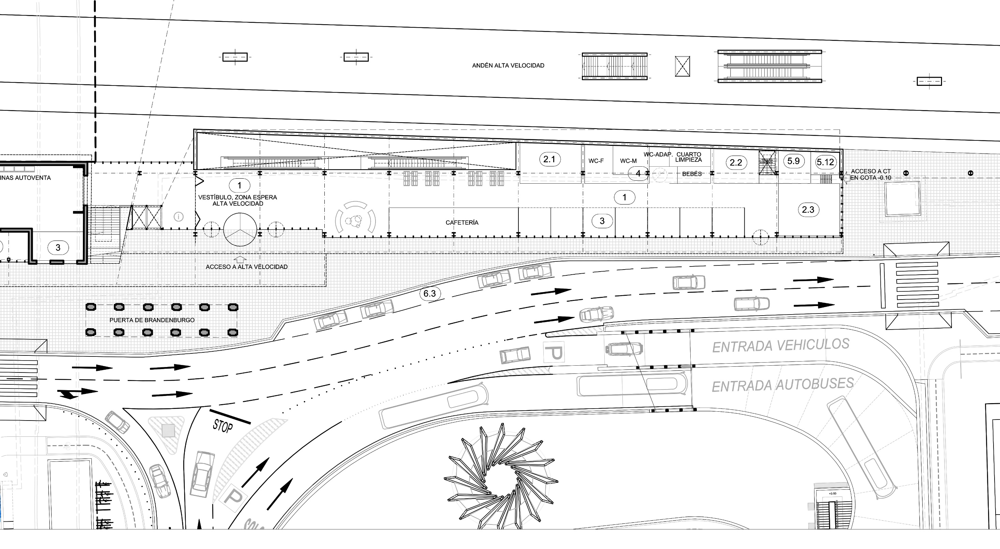 ANDÉN ALTA VELOCIDAD
INAS AUTOVENTA
3
1
VESTÍBULO, ZONA ESPERA
ALTA VELOCIDAD
i
2.1
WC-F
WC-M
WC-ADAP.
CUARTO
LIMPIEZA
4
BEBÉS
2.2
5.9
5.12
ACCESO A CT
EN COTA -0.10
1
CAFETERÍA
3
2.3
ACCESO A ALTA VELOCIDAD
6.3
PUERTA DE BRANDENBURGO
P
ENTRADA VEHICULOS
ENTRADA AUTOBUSES
STOP
P
SOLO
+3.50